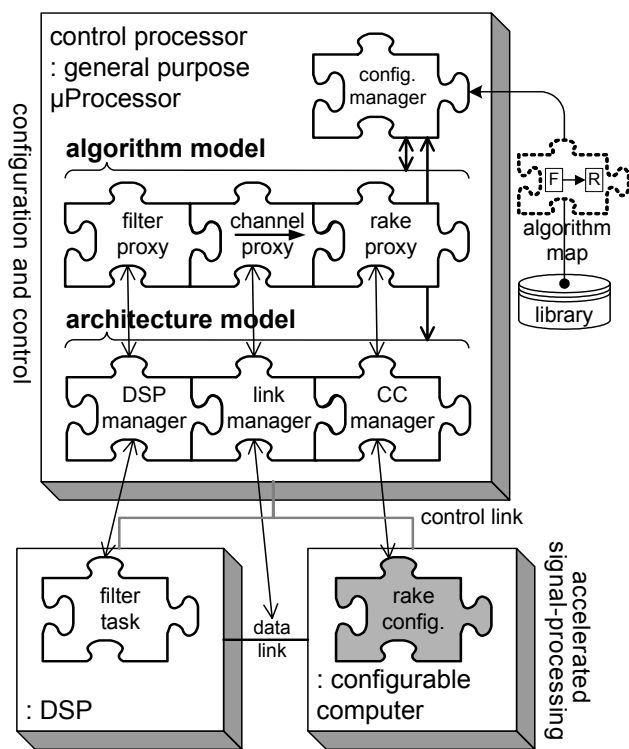 control processor
: general purpose
µProcessor
config.
manager
configuration and control
algorithm model
F
R
algorithm
map
library
filter
proxy
channel
proxy
rake
proxy
architecture model
DSP
manager
link
manager
CC
manager
control link
accelerated
signal-processing
filter
task
data
link
rake
config.
: DSP
: configurable
computer